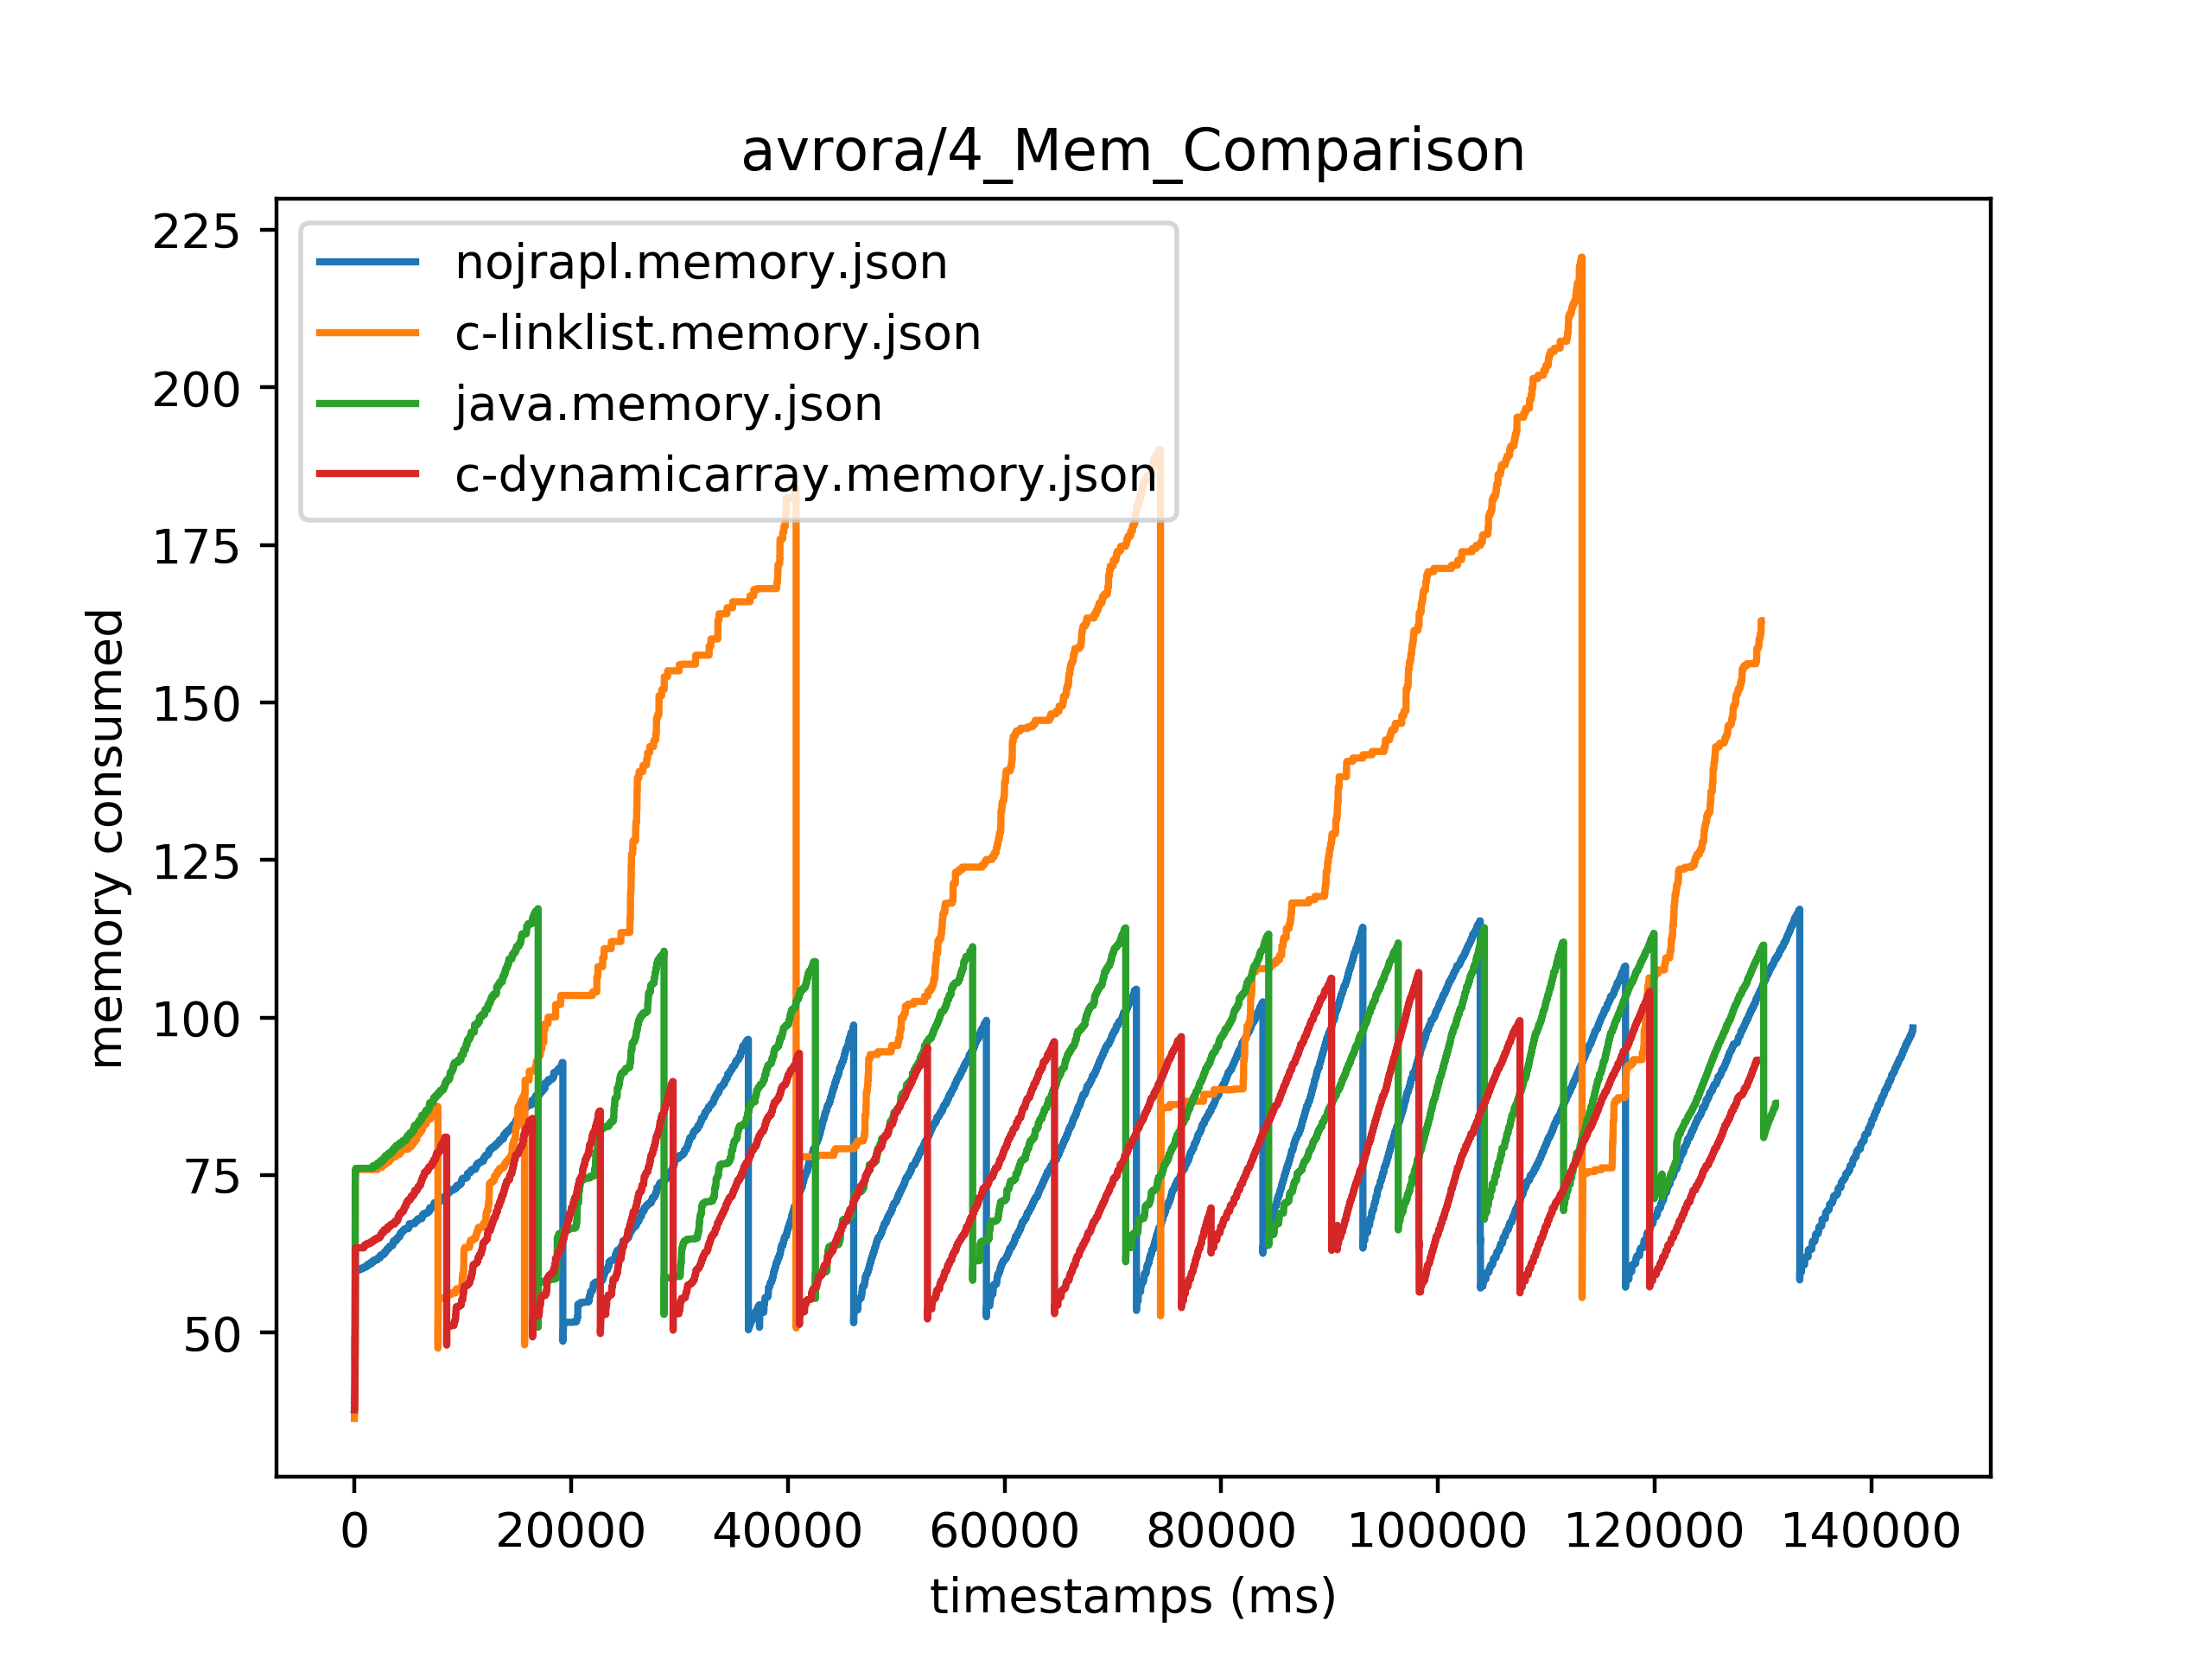 avrora/4_Mem_Comparison
nojrapl.memory.json
c-linklist.memory.json
java.memory.json
c-dynamicarray.memory.json
memory consumed
225
200
175
150
125
100
75
50
0 20000 40000 60000 80000 100000 120000 140000
timestamps (ms)